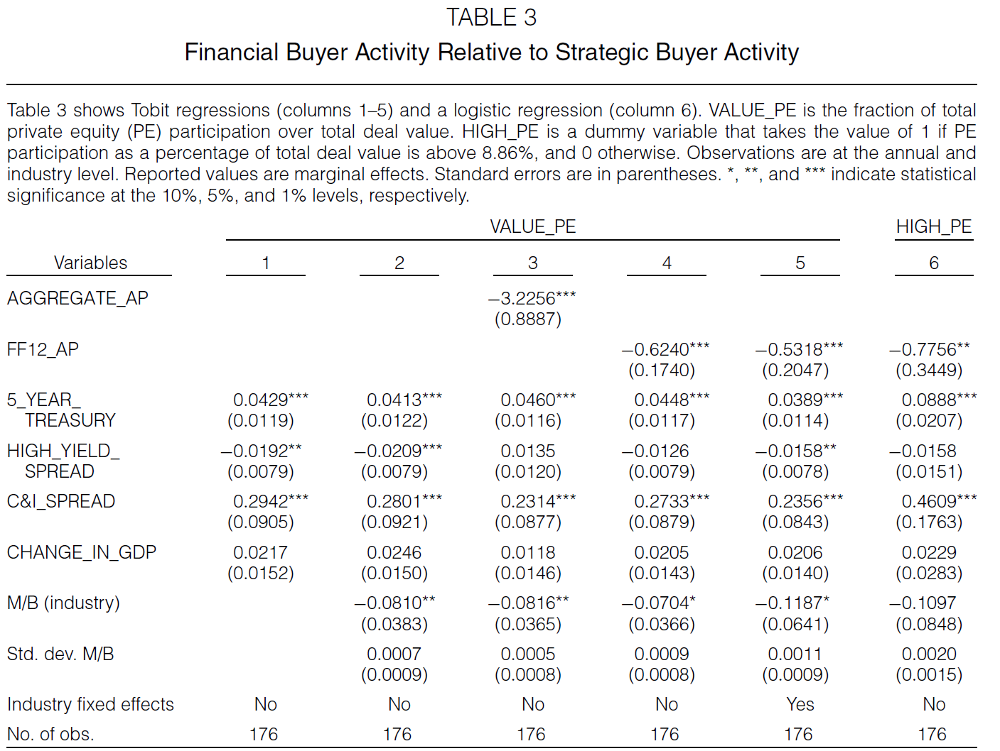 TABLE 3
Financial Buyer Activity Relative to Strategic Buyer Activity
Table 3 shows Tobit regressions (columns 1–5) and a logistic regression (column 6). VALUE_PE is the fraction of total
private equity (PE) participation over total deal value. HIGH_PE is a dummy variable that takes the value of 1 if PE
participation as a percentage of total deal value is above 8.86%, and 0 otherwise. Observations are at the annual and
industry level. Reported values are marginal effects. Standard errors are in parentheses. *, **, and *** indicate statistical
significance at the 10%, 5%, and 1% levels, respectively.
VALUE_PE HIGH_PE
Variables 1 2 3 4 5 6
AGGREGATE_AP −3.2256***
(0.8887)
FF12_AP −0.6240*** −0.5318*** −0.7756**
(0.1740) (0.2047) (0.3449)
5_YEAR_ 0.0429*** 0.0413*** 0.0460*** 0.0448*** 0.0389*** 0.0888***
TREASURY (0.0119) (0.0122) (0.0116) (0.0117) (0.0114) (0.0207)
HIGH_YIELD_ −0.0192** −0.0209*** 0.0135 −0.0126 −0.0158** −0.0158
SPREAD (0.0079) (0.0079) (0.0120) (0.0079) (0.0078) (0.0151)
C&I_SPREAD 0.2942*** 0.2801*** 0.2314*** 0.2733*** 0.2356*** 0.4609***
(0.0905) (0.0921) (0.0877) (0.0879) (0.0843) (0.1763)
CHANGE_IN_GDP 0.0217 0.0246 0.0118 0.0205 0.0206 0.0229
(0.0152) (0.0150) (0.0146) (0.0143) (0.0140) (0.0283)
M/B (industry) −0.0810** −0.0816** −0.0704* −0.1187* −0.1097
(0.0383) (0.0365) (0.0366) (0.0641) (0.0848)
Std. dev. M/B 0.0007 0.0005 0.0009 0.0011 0.0020
(0.0009) (0.0008) (0.0008) (0.0009) (0.0015)
Industry fixed effects No No No No Yes No
No. of obs. 176 176 176 176 176 176